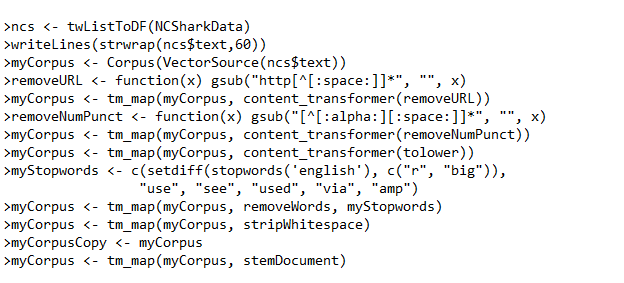 >ncs <- twListToDF(NCSharkData)
>writeLines(strwrap(ncs$text,60))
>myCorpus <- Corpus(VectorSource(ncs$text))
>removeURL <- function(x) gsub("http[^[:space:]]*", "", x)
>myCorpus <- tm_map(myCorpus, content_transformer(removeURL))
>removeNumPunct <- function(x) gsub("[^[:alpha:][:space:]]*", "", x)
>myCorpus <- tm_map(myCorpus, content_transformer(removeNumPunct))
>myCorpus <- tm_map(myCorpus, content_transformer(tolower))
>myStopwords <- c(setdiff(stopwords('english'), c("r", "big")),
"use", "see", "used", "via", "amp")
>myCorpus <- tm_map(myCorpus, removeWords, myStopwords)
>myCorpus <- tm_map(myCorpus, stripWhitespace)
>myCorpusCopy <- myCorpus
>myCorpus <- tm_map(myCorpus, stemDocument)